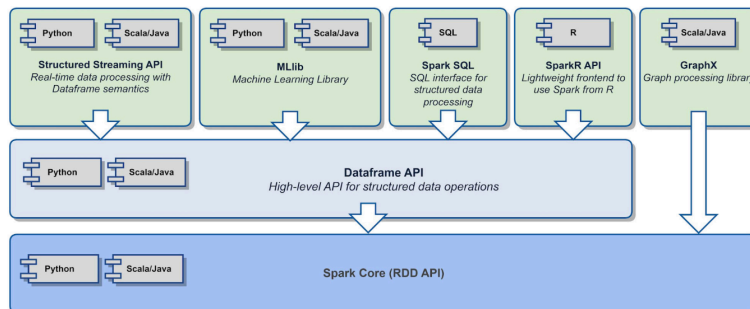 Python
Scala/Java
Structured Streaming API
Real-time data processing with
Dataframe semantics
Python
Scala/Java
MLlib
Machine Learning Library
SQL
Spark SQL
SQL interface for
structured data
processing
R
SparkR API
Lightweight frontend to
use Spark from R
Scala/Java
GraphX
Graph processing library
Python
Scala/Java
Dataframe API
High-level API for structured data operations
Python
Scala/Java
Spark Core (RDD API)